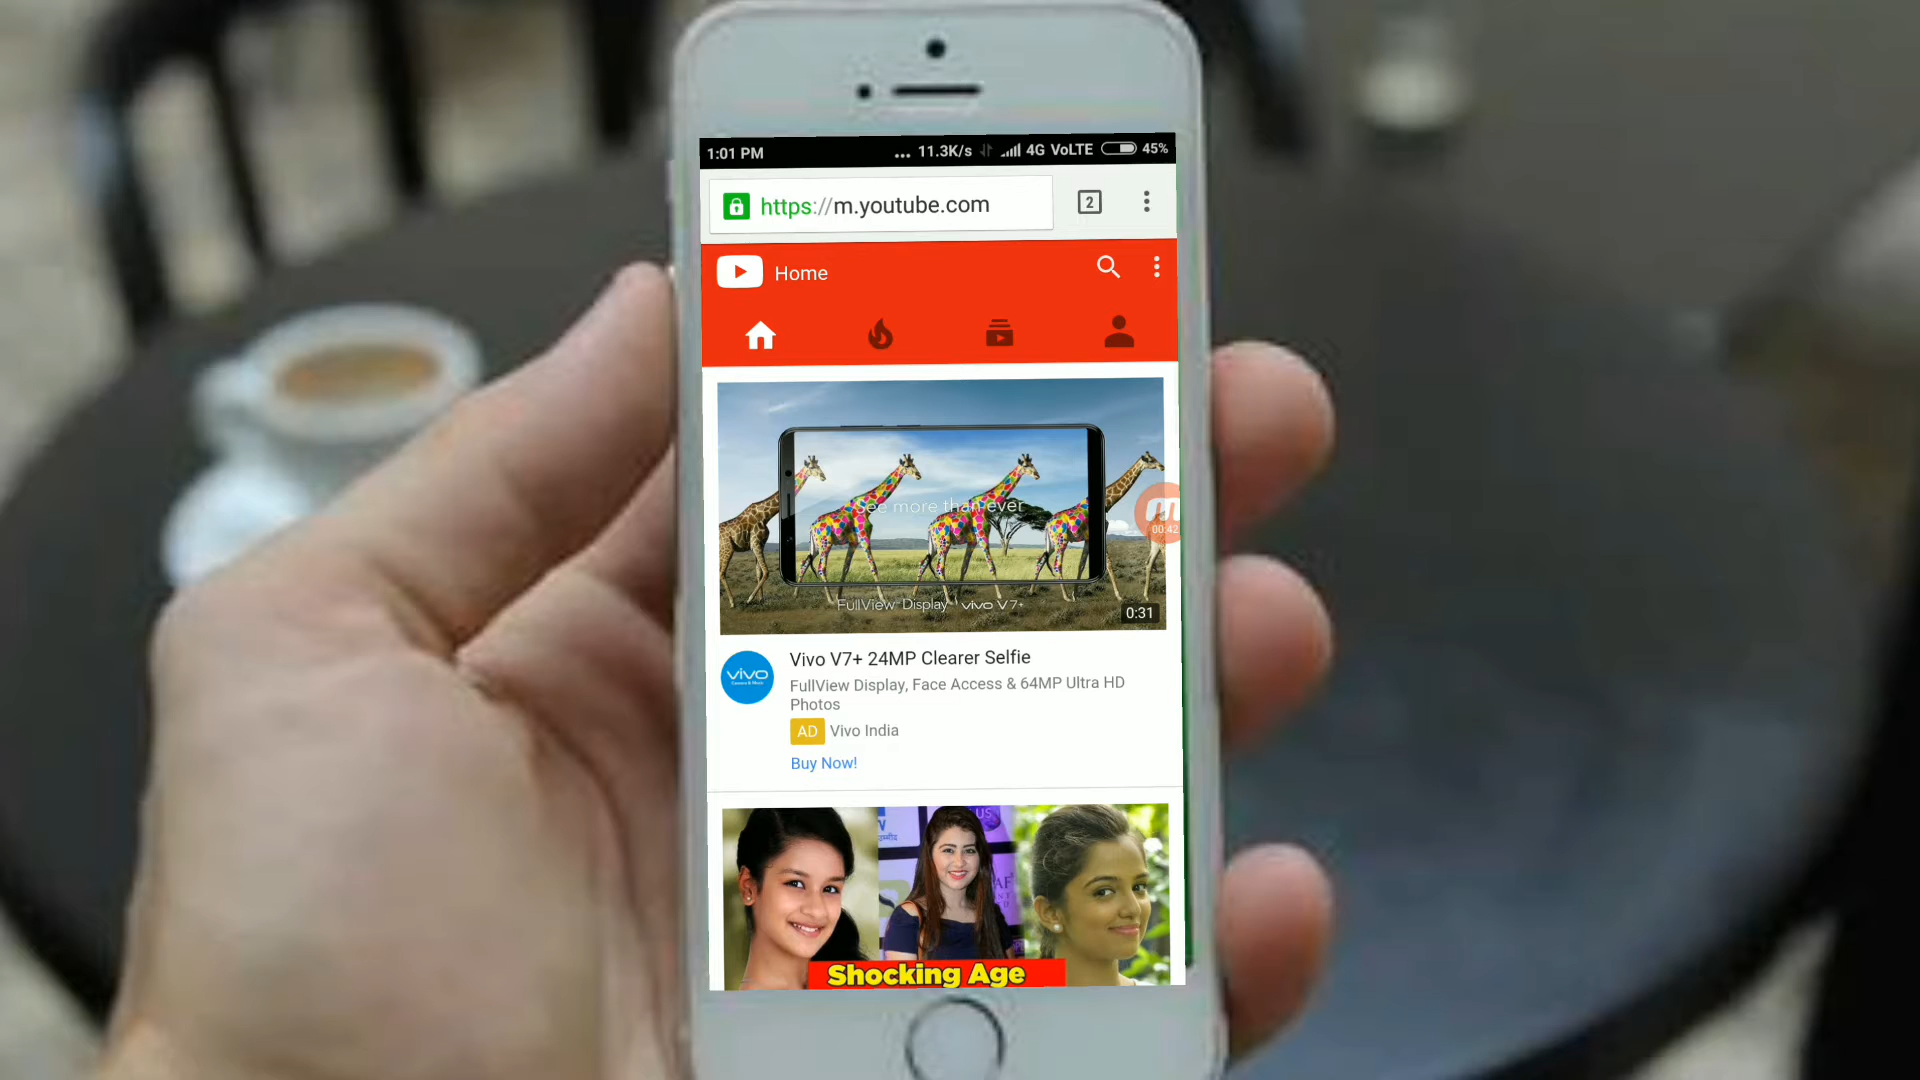 1:01 PM ... 11.3K/s 4G VoLTE 45%
https://m.youtube.com 2
Home
See more than ever
FullView Display vivo V7+
00:42
0:31
vivo
Vivo V7+ 24MP Clearer Selfie
FullView Display, Face Access & 64MP Ultra HD
Photos
AD Vivo India
Buy Now!
Shocking Age